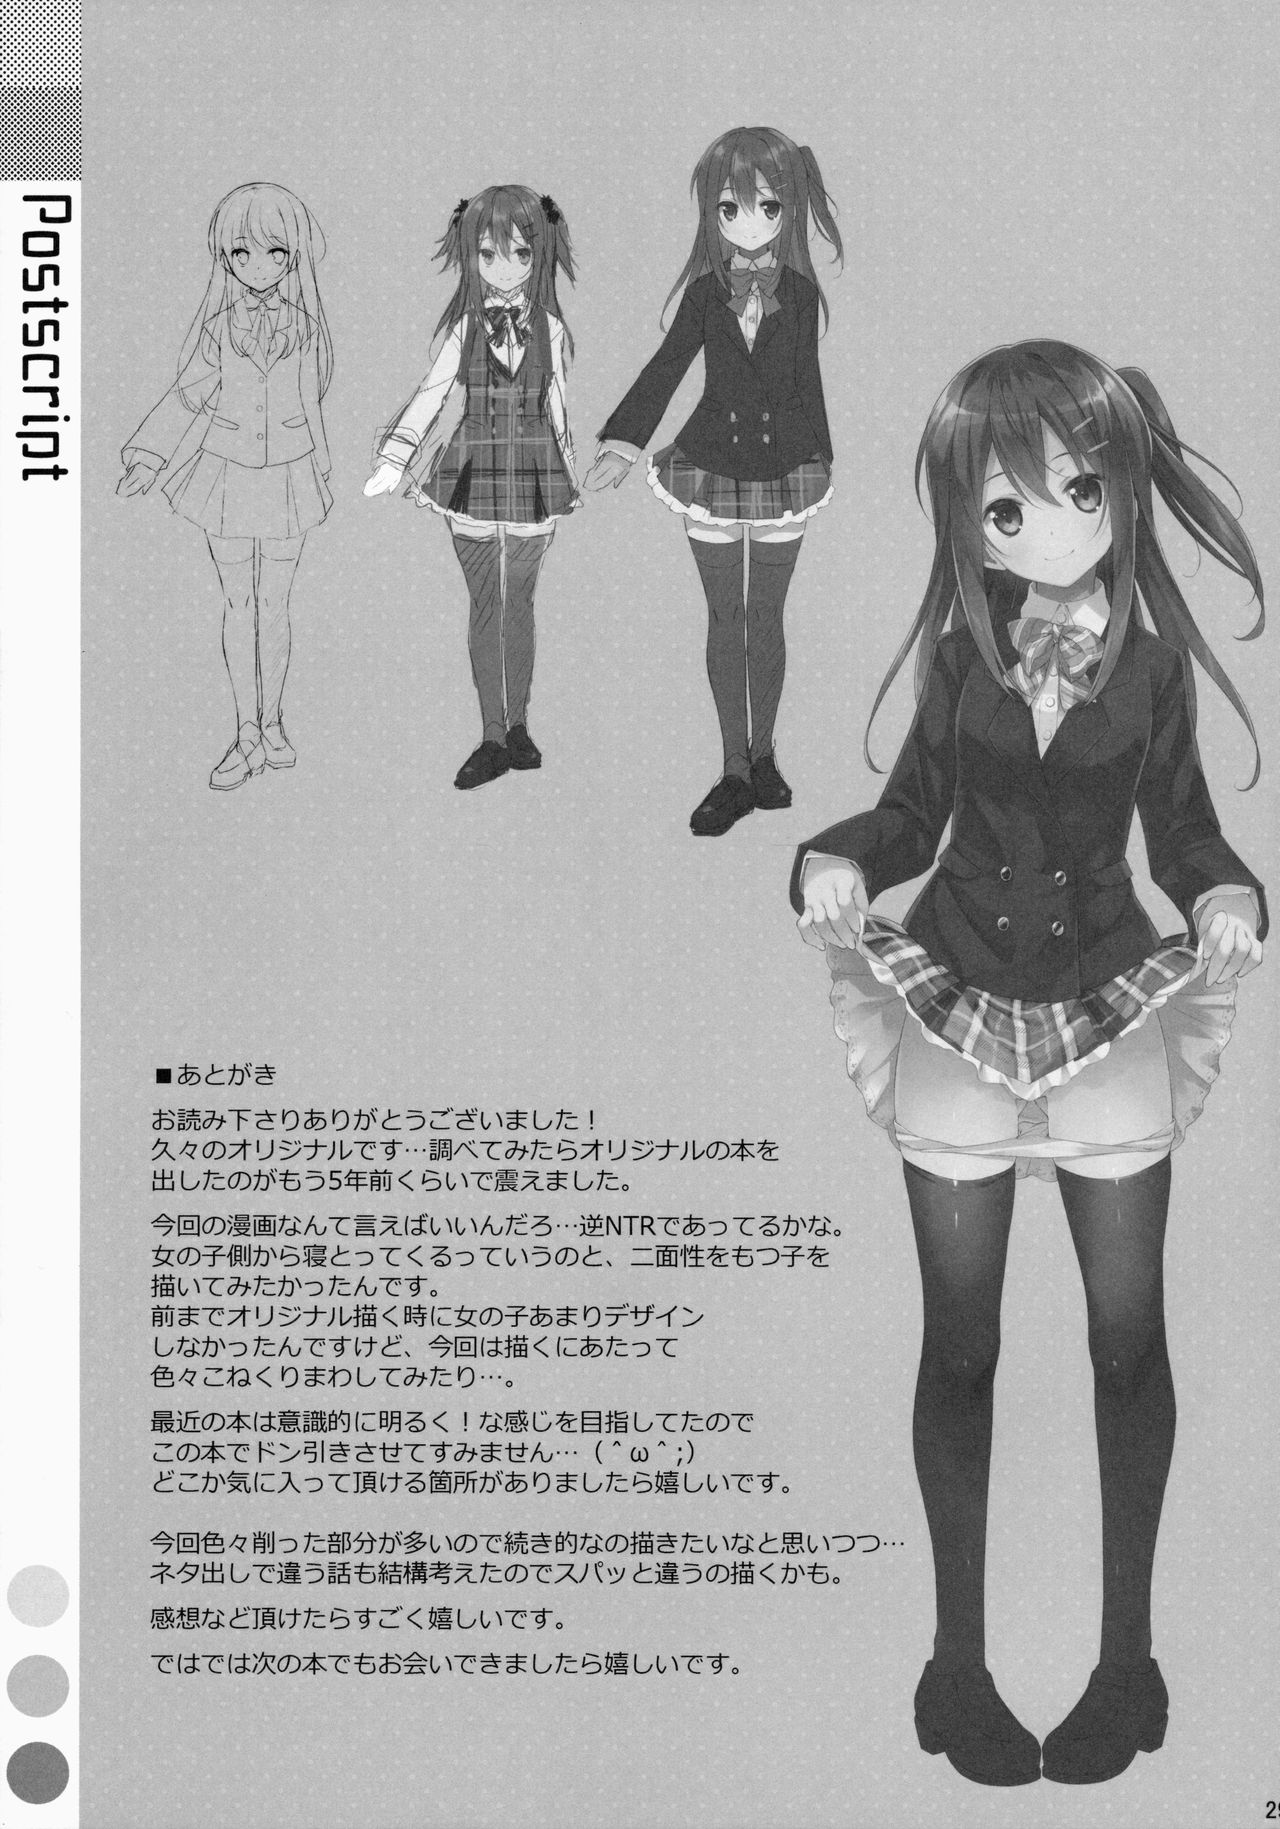 Postscript
■あとがき
お読み下さりありがとうございました！
久々のオリジナルです…調べてみたらオリジナルの本を
出したのがもう5年前くらいで震えました。
今回の漫画なんて言えばいいんだろ…逆NTRであってるかな。
女の子側から寝とってくるっていうのと、二面性をもつ子を
描いてみたかったんです。
前までオリジナル描く時に女の子あまりデザイン
しなかったんですけど、今回は描くにあたって
色々こねくりまわしてみたり…。
最近の本は意識的に明るく！な感じを目指してたので
この本でドン引きさせてすみません…（＾ω＾;）
どこか気に入って頂ける箇所がありましたら嬉しいです。
今回色々削った部分が多いので続き的なの描きたいなと思いつつ…
ネタ出しで違う話も結構考えたのでスパッと違うの描くかも。
感想など頂けたらすごく嬉しいです。
ではでは次の本でもお会いできましたら嬉しいです。
29